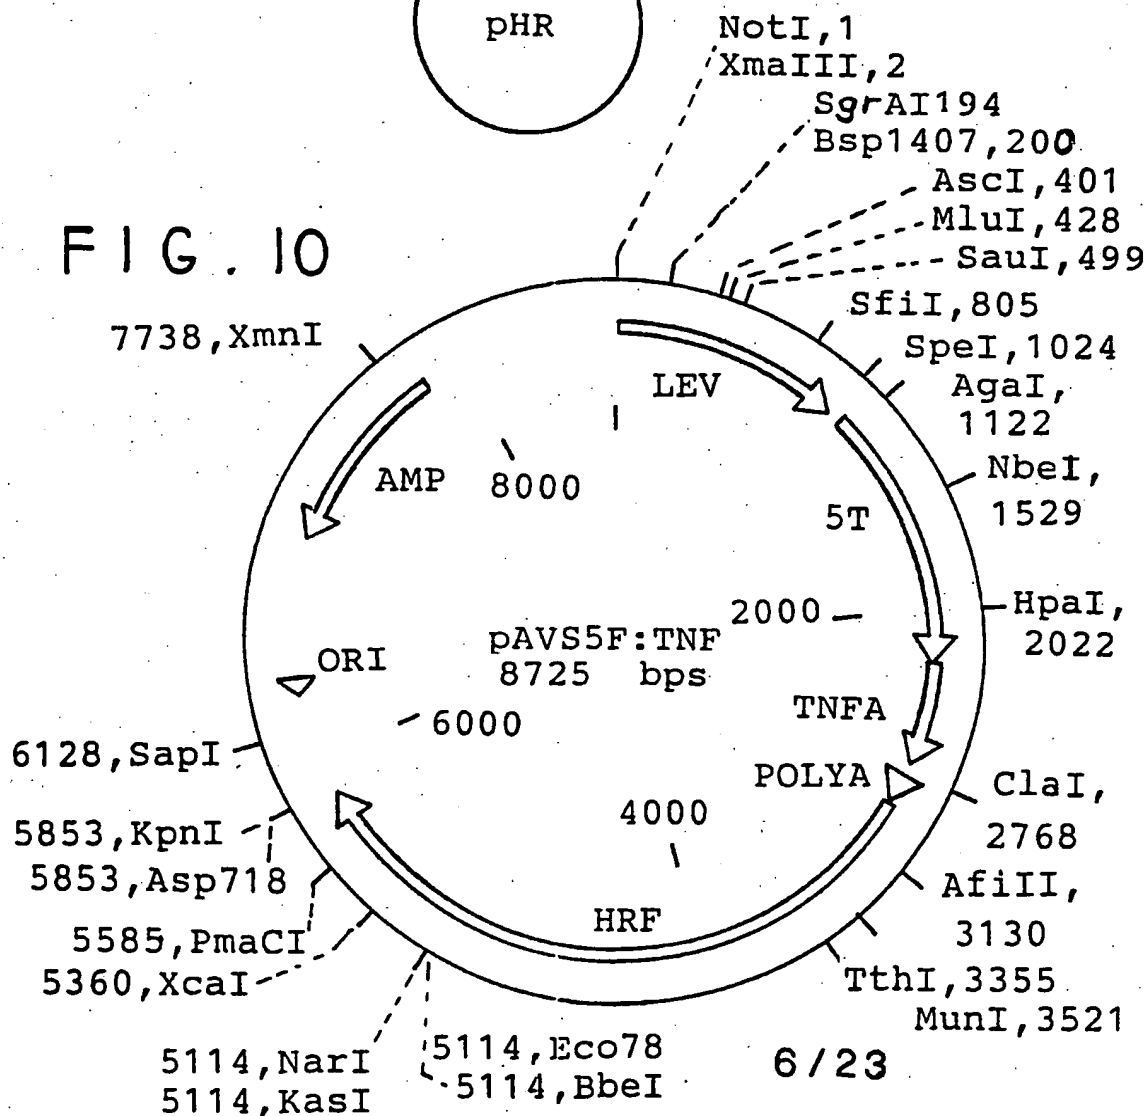 pHR
NotI,1
XmaIII,2
SgrAI194
Bsp1407,200
AscI,401
MluI,428
SauI,499
FIG. 10
SfiI,805
7738,XmnI
SpeI,1024
LEV
AgaI,
1122
AMP
8000
NbeI,
1529
5T
2000
HpaI,
2022
pAVS5F:TNF
8725 bps
ORI
TNFA
6000
6128,SapI
POLYA
ClaI,
2768
4000
5853,KpnI
5853,Asp718
AfiII,
3130
HRF
5585,PmaCI
5360,XcaI
TthI,3355
MunI,3521
5114,NarI
5114,KasI
5114,Eco78
5114,BbeI
6/23